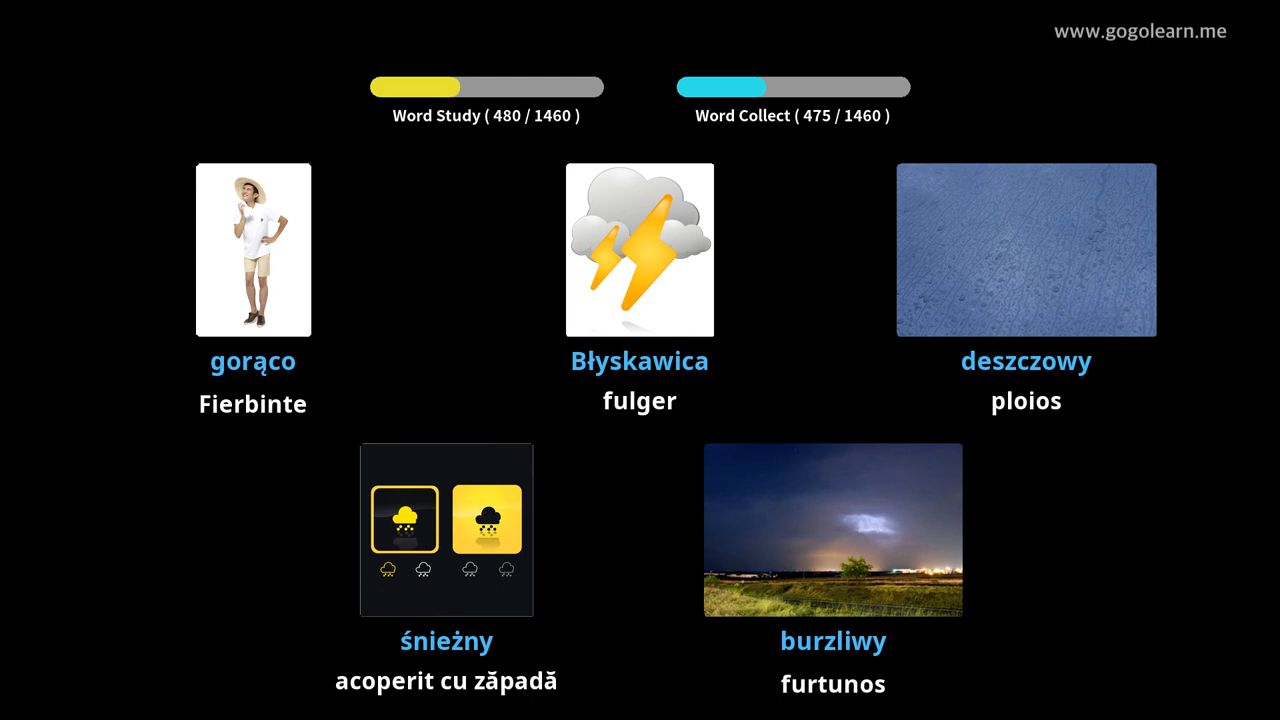 www.gogolearn.me
Word Study ( 480 / 1460 )
Word Collect ( 475 / 1460 )
gorąco
Fierbinte
Błyskawica
fulger
deszczowy
ploios
śnieżny
acoperit cu zăpadă
burzliwy
furtunos